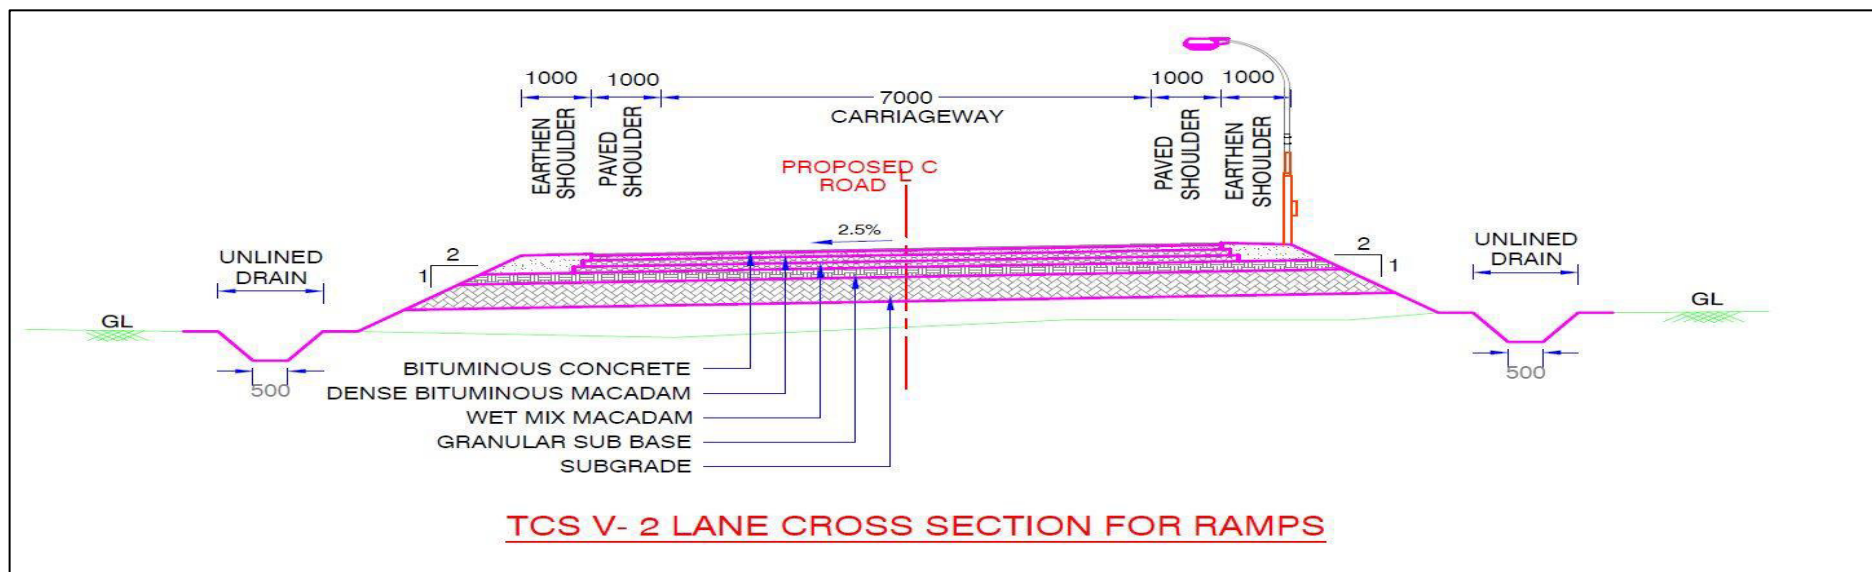 1000 1000 7000 1000 1000
CARRIAGEWAY
EARTHEN
SHOULDER
PAVED
SHOULDER
PAVED
SHOULDER
EARTHEN
SHOULDER
PROPOSED C
L
ROAD
2.5%
UNLINED
DRAIN
2
1
2
1
UNLINED
DRAIN
GL
GL
500
500
BITUMINOUS CONCRETE
DENSE BITUMINOUS MACADAM
WET MIX MACADAM
GRANULAR SUB BASE
SUBGRADE
TCS V- 2 LANE CROSS SECTION FOR RAMPS